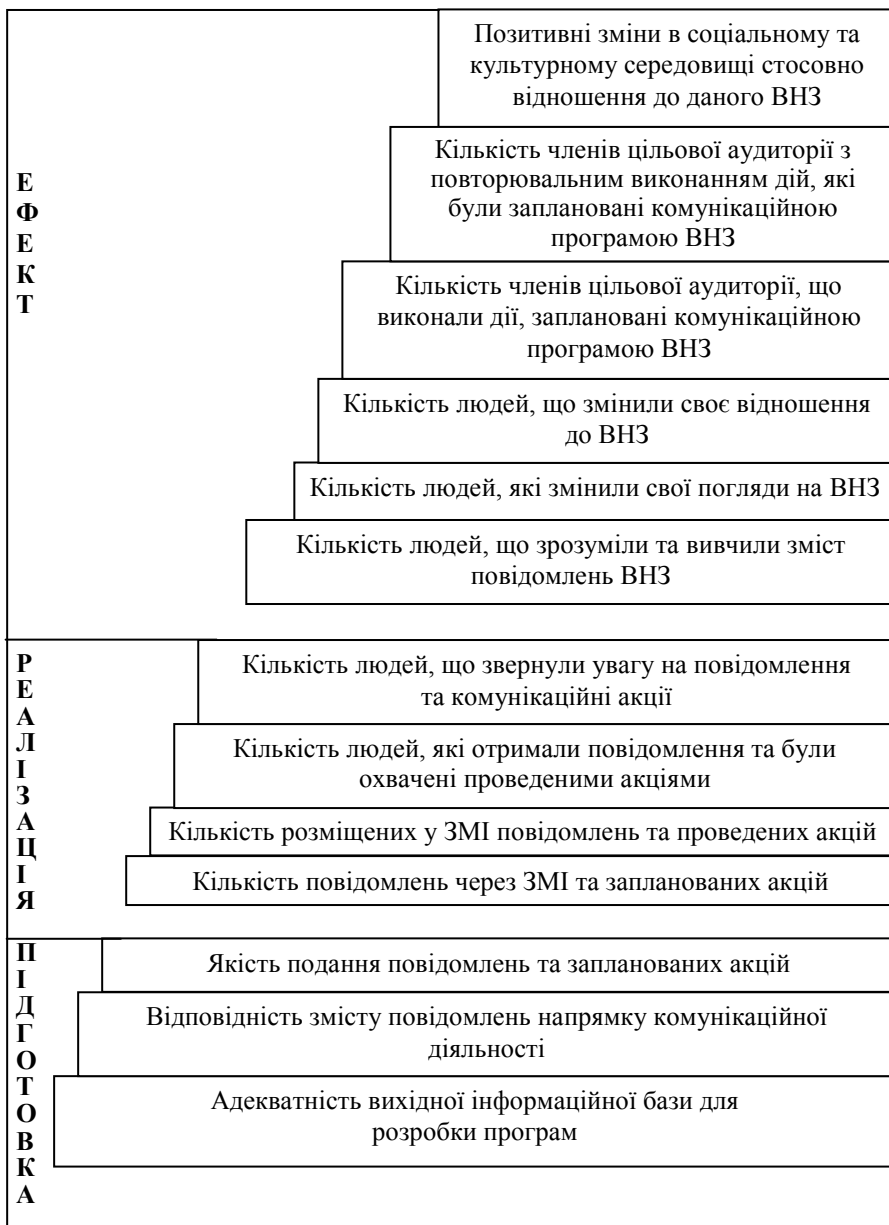 Позитивні зміни в соціальному та
культурному середовищі стосовно
відношення до даного ВНЗ
ЕФЕКТ
Кількість членів цільової аудиторії з
повторювальним виконанням дій, які
були заплановані комунікаційною
програмою ВНЗ
Кількість членів цільової аудиторії, що
виконали дії, заплановані комунікаційною
програмою ВНЗ
Кількість людей, що змінили своє відношення
до ВНЗ
Кількість людей, які змінили свої погляди на ВНЗ
Кількість людей, що зрозуміли та вивчили зміст
повідомлень ВНЗ
РЕАЛІЗАЦІЯ
Кількість людей, що звернули увагу на повідомлення
та комунікаційні акції
Кількість людей, які отримали повідомлення та були
охвачені проведеними акціями
Кількість розміщених у ЗМІ повідомлень та проведених акцій
Кількість повідомлень через ЗМІ та запланованих акцій
ПІДГОТОВКА
Якість подання повідомлень та запланованих акцій
Відповідність змісту повідомлень напрямку комунікаційної
діяльності
Адекватність вихідної інформаційної бази для
розробки програм